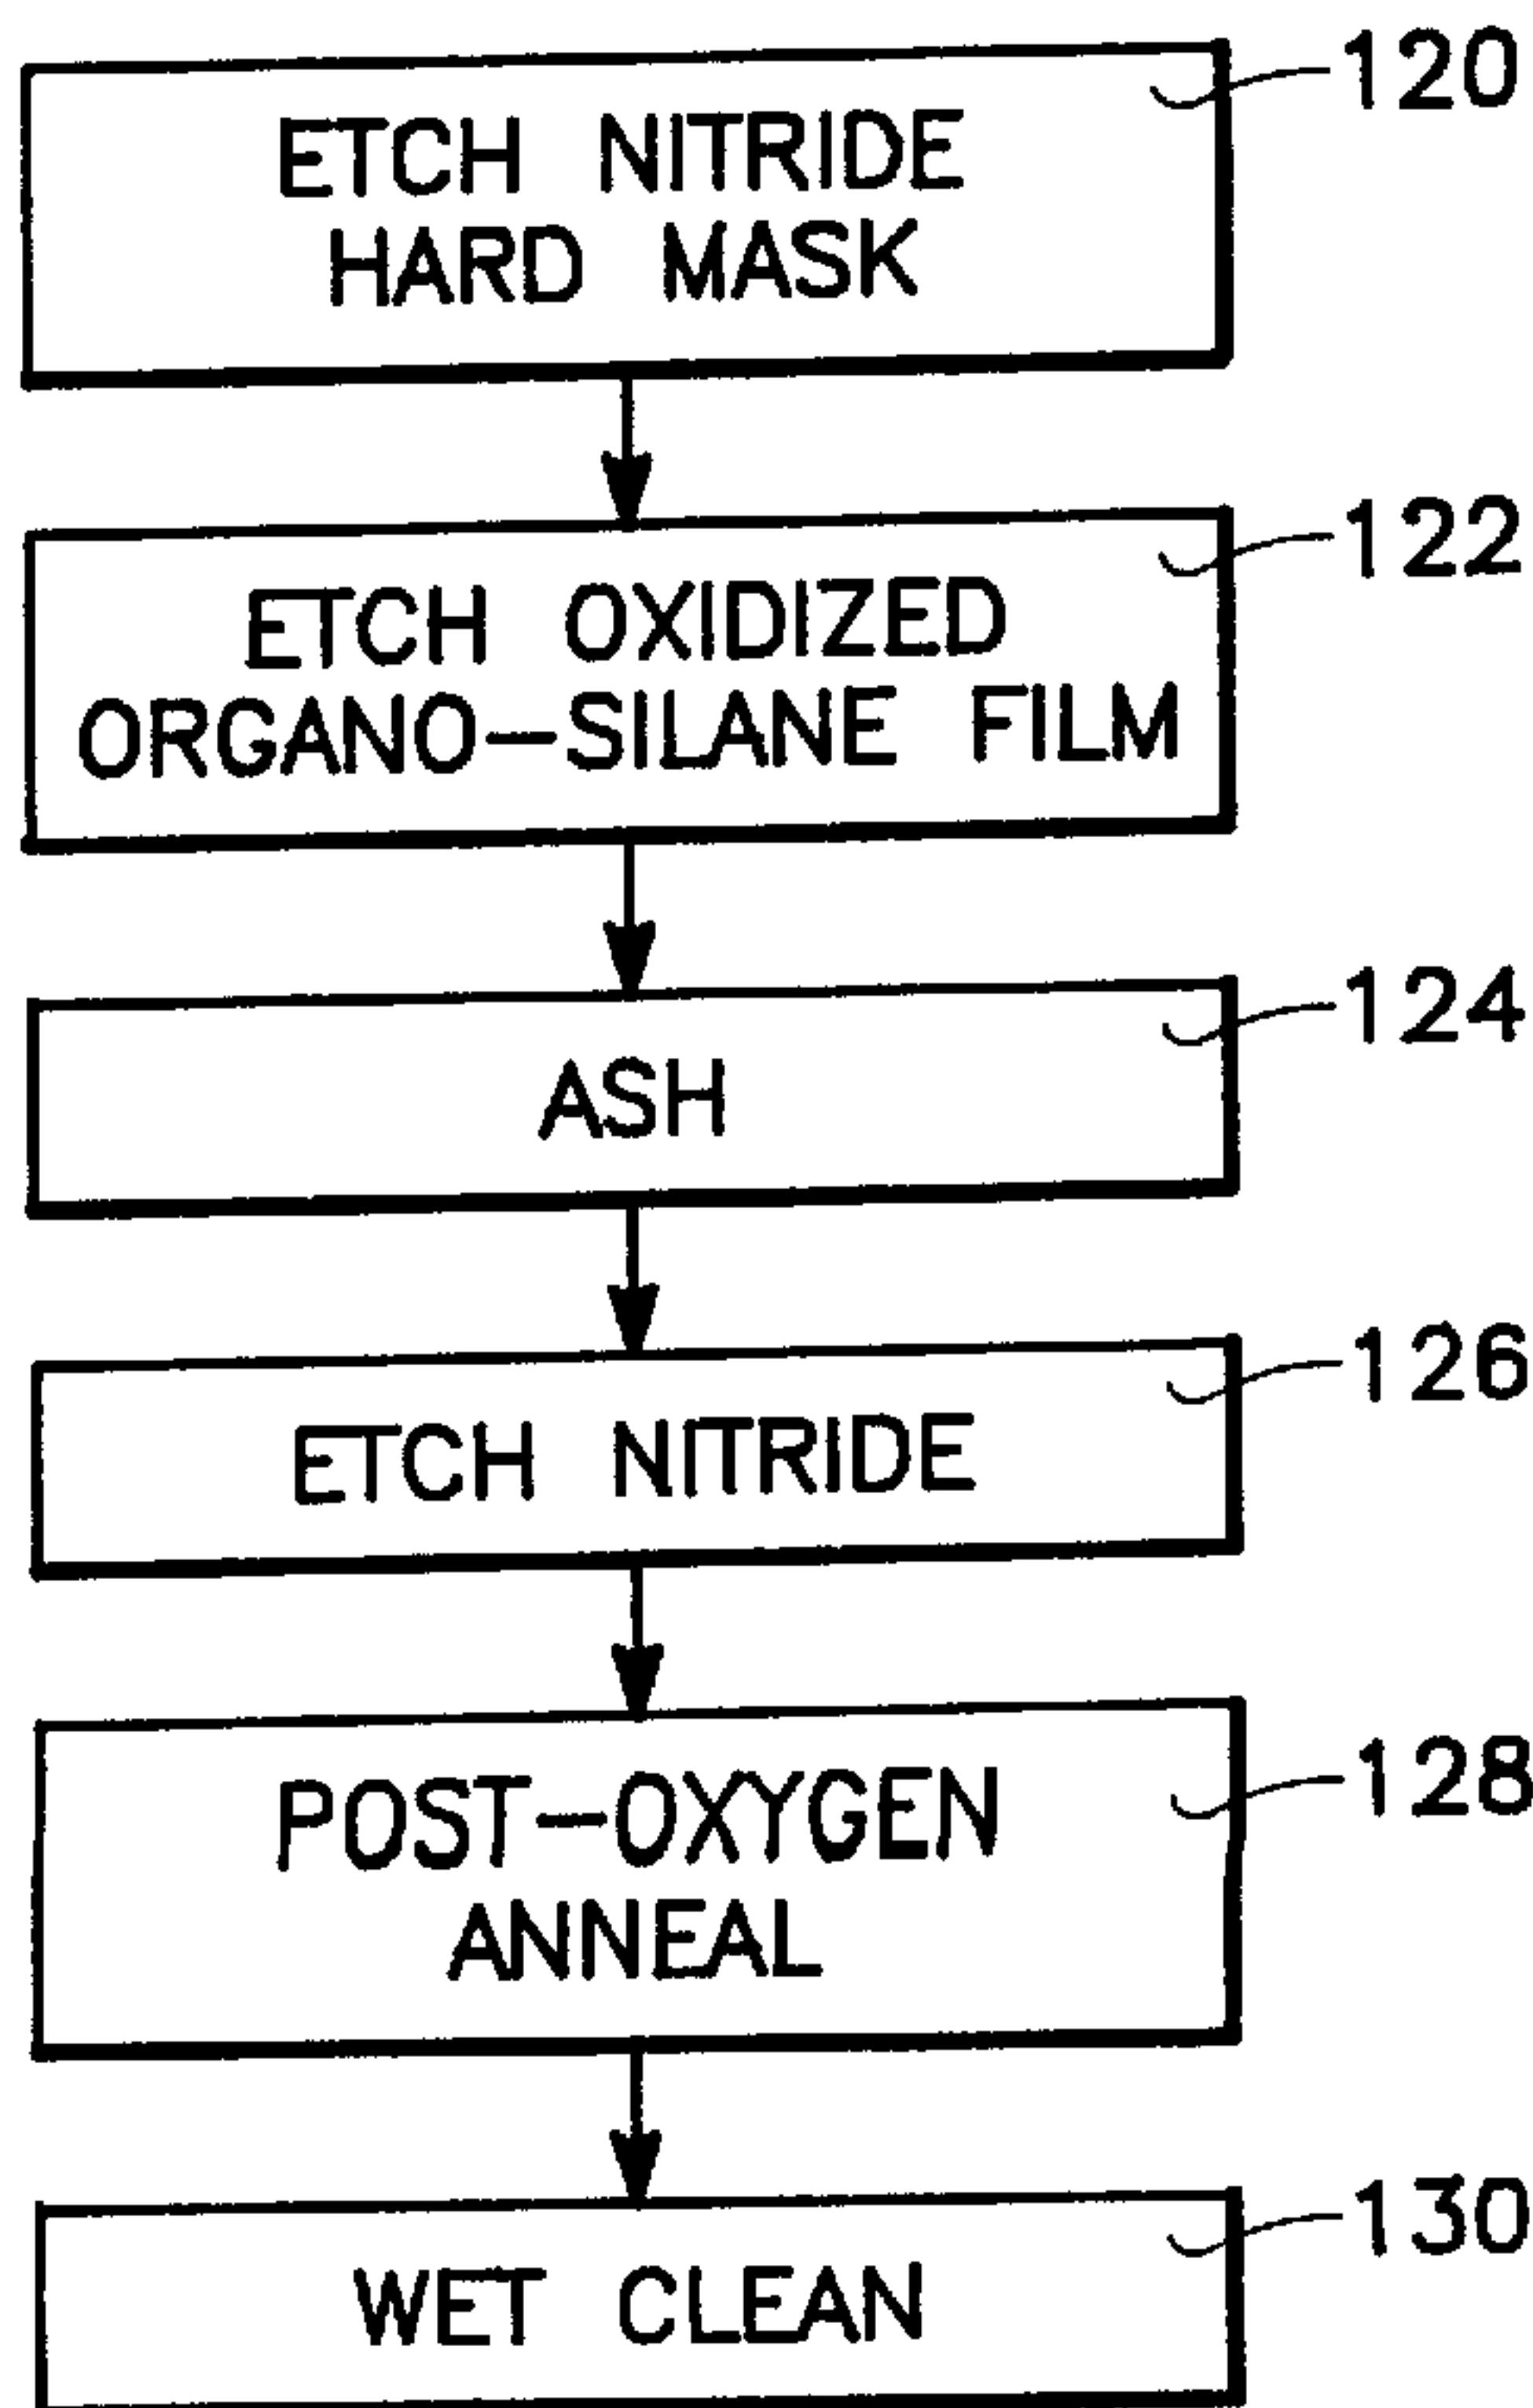 120
ETCH NITRIDE
HARD MASK
122
ETCH OXIDIZED
ORGANO-SILANE FILM
124
ASH
126
ETCH NITRIDE
128
POST-OXYGEN
ANNEAL
130
WET CLEAN